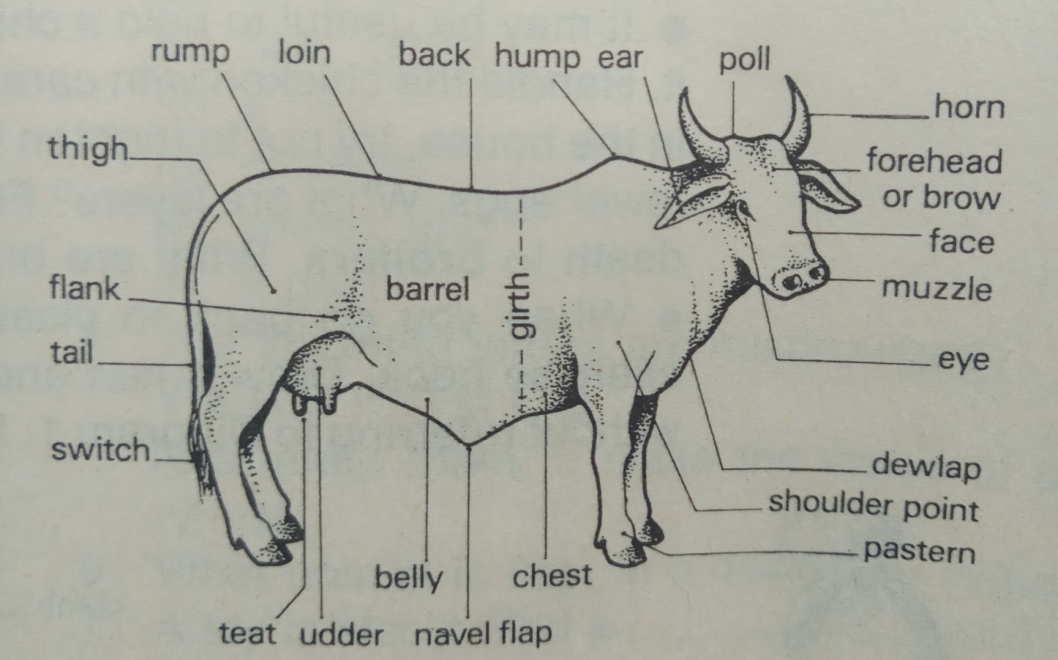 rump loin back hump ear poll
horn
thigh
forehead
or brow
face
flank barrel girth muzzle
tail
eye
switch
dewlap
shoulder point
pastern
belly chest
teat udder navel flap